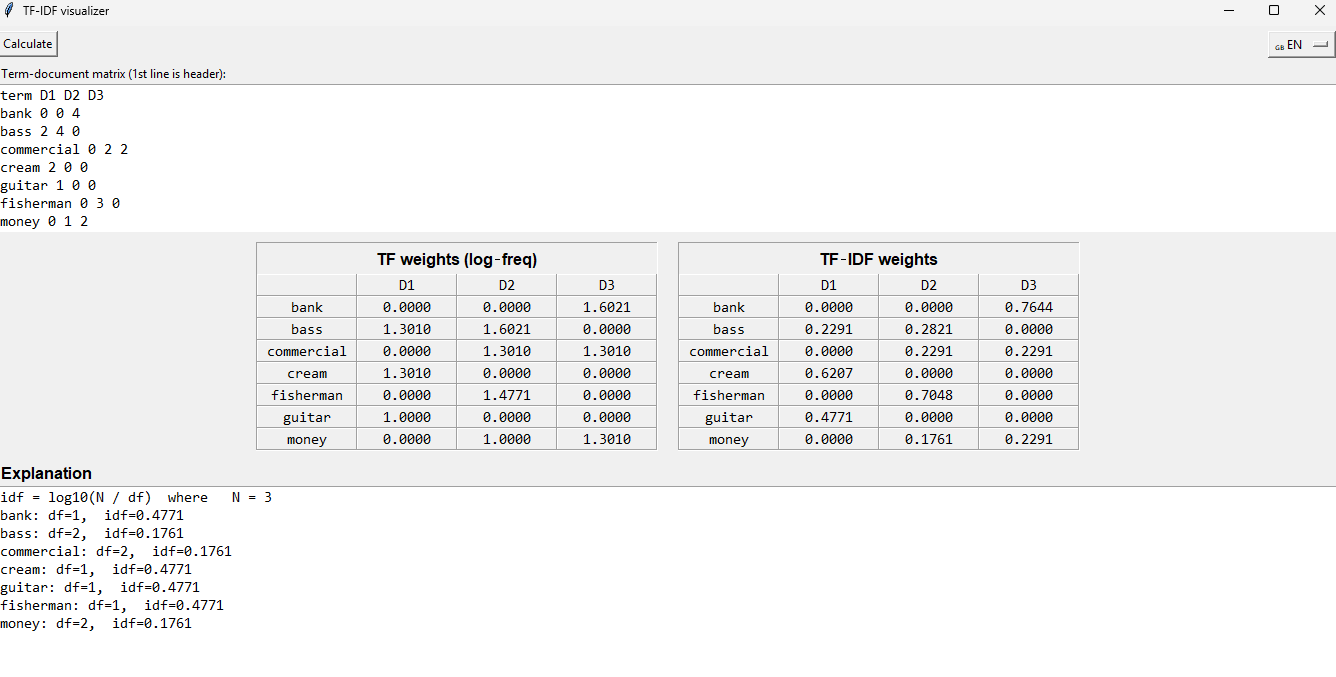 TF-IDF visualizer
Calculate
GB EN
Term-document matrix (1st line is header):
term D1 D2 D3
bank 0 0 4
bass 2 4 0
commercial 0 2 2
cream 2 0 0
guitar 1 0 0
fisherman 0 3 0
money 0 1 2
TF weights (log-freq)
D1 D2 D3
bank 0.0000 0.0000 1.6021
bass 1.3010 1.6021 0.0000
commercial 0.0000 1.3010 1.3010
cream 1.3010 0.0000 0.0000
fisherman 0.0000 1.4771 0.0000
guitar 1.0000 0.0000 0.0000
money 0.0000 1.0000 1.3010
TF-IDF weights
D1 D2 D3
bank 0.0000 0.0000 0.7644
bass 0.2291 0.2821 0.0000
commercial 0.0000 0.2291 0.2291
cream 0.6207 0.0000 0.0000
fisherman 0.0000 0.7048 0.0000
guitar 0.4771 0.0000 0.0000
money 0.0000 0.1761 0.2291
Explanation
idf = log10(N / df)  where   N = 3
bank: df=1,  idf=0.4771
bass: df=2,  idf=0.1761
commercial: df=2,  idf=0.1761
cream: df=1,  idf=0.4771
guitar: df=1,  idf=0.4771
fisherman: df=1,  idf=0.4771
money: df=2,  idf=0.1761